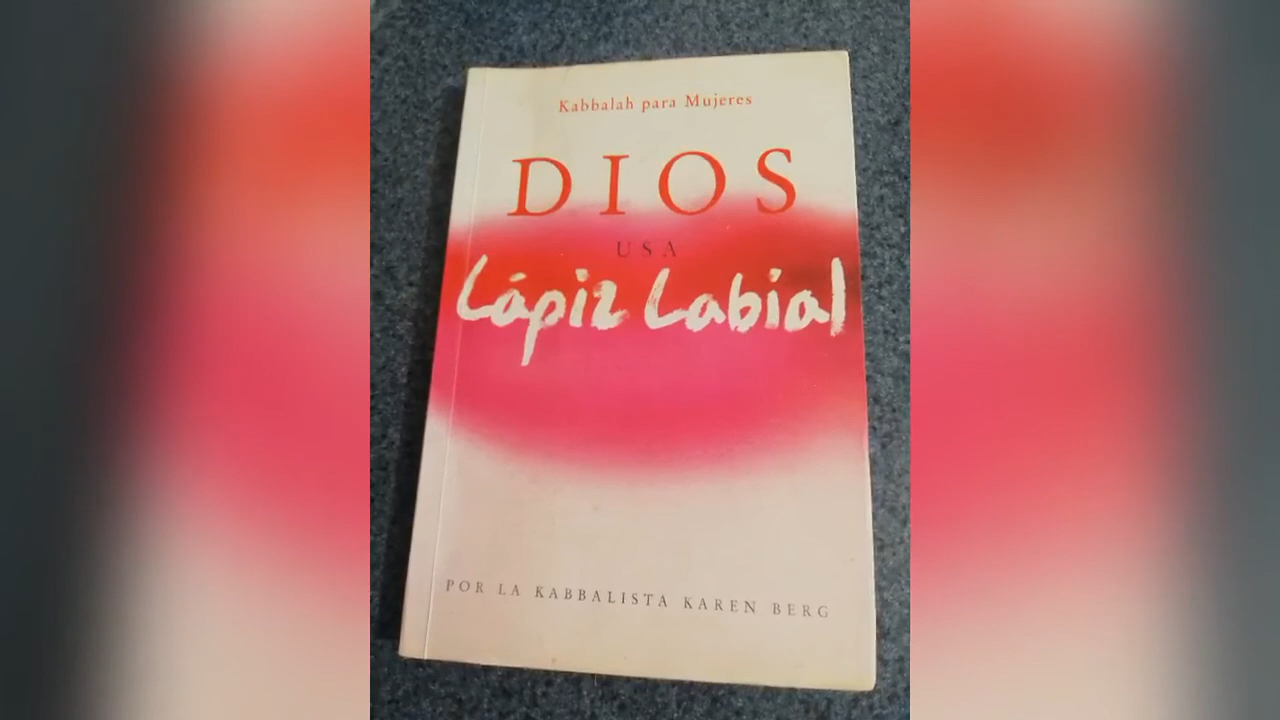 Kabbalah para Mujeres
DIOS
USA
Lápiz Labial
POR LA KABBALISTA KAREN BERG